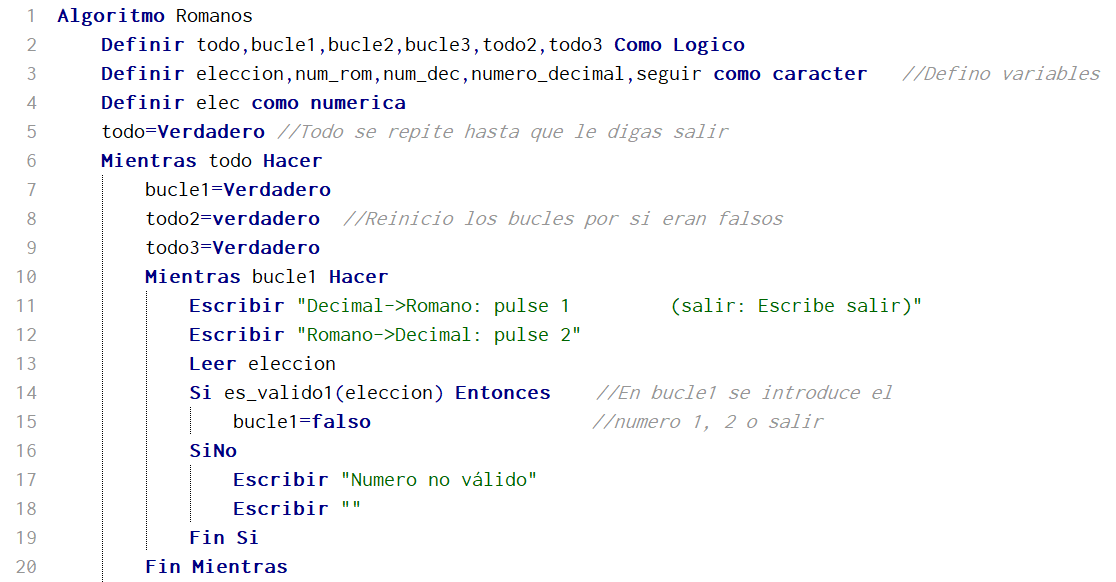 1 Algoritmo Romanos
2 Definir todo,bucle1,bucle2,bucle3,todo2,todo3 Como Logico
3 Definir eleccion,num_rom,num_dec,numero_decimal,seguir como caracter //Defino variables
4 Definir elec como numerica
5 todo=Verdadero //Todo se repite hasta que le digas salir
6 Mientras todo Hacer
7 bucle1=Verdadero
8 todo2=verdadero //Reinicio los bucles por si eran falsos
9 todo3=Verdadero
10 Mientras bucle1 Hacer
11 Escribir "Decimal->Romano: pulse 1 (salir: Escribe salir)"
12 Escribir "Romano->Decimal: pulse 2"
13 Leer eleccion
14 Si es_valido1(eleccion) Entonces //En bucle1 se introduce el
15 bucle1=falso //numero 1, 2 o salir
16 SiNo
17 Escribir "Numero no válido"
18 Escribir ""
19 Fin Si
20 Fin Mientras